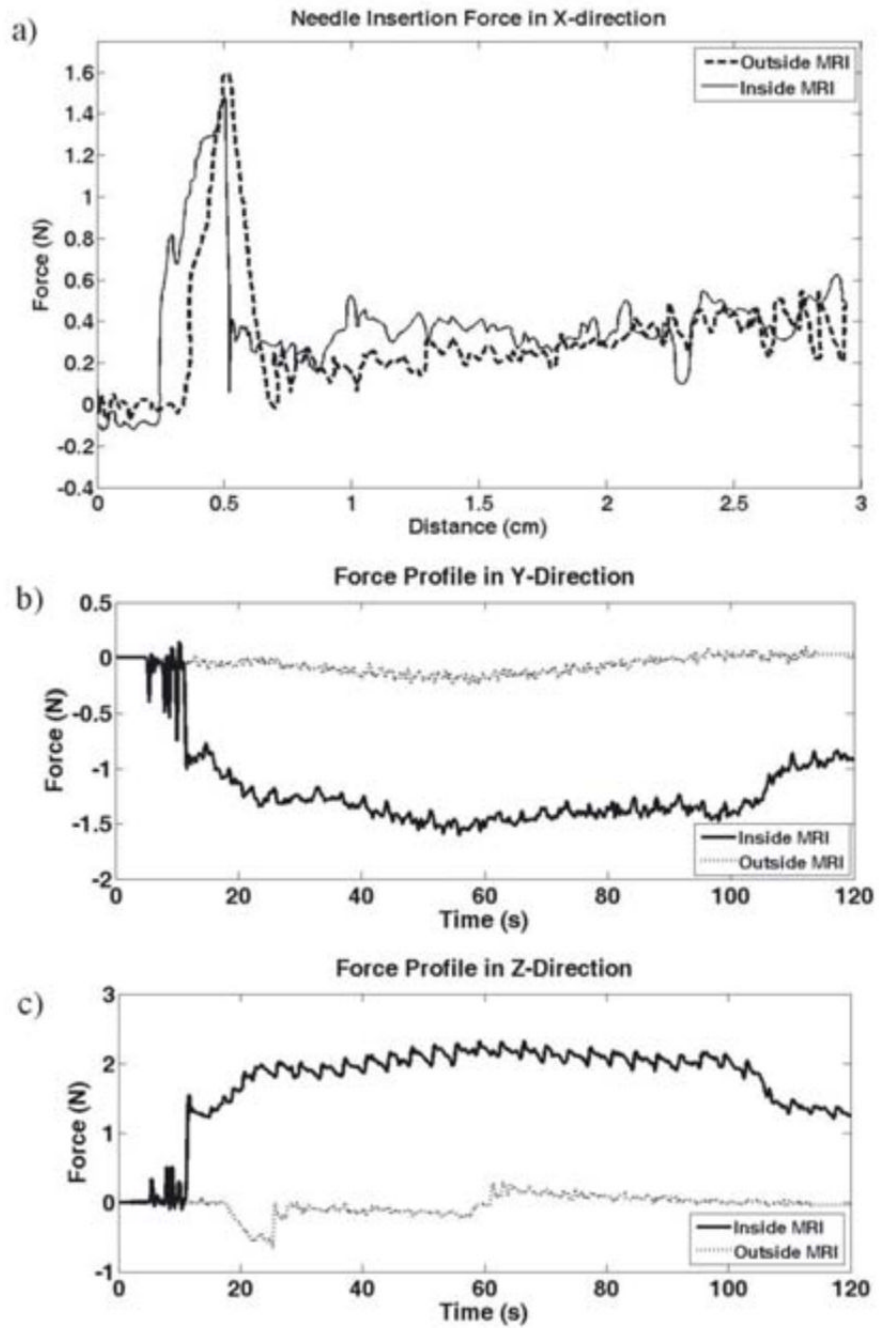 a)
Needle Insertion Force in X-direction
Outside MRI
Inside MRI
1.6
1.4
1.2
1
0.8
0.6
0.4
0.2
0
-0.2
-0.4
Force (N)
0 0.5 1 1.5 2 2.5 3
Distance (cm)
b)
Force Profile in Y-Direction
0.5
0
-0.5
-1
-1.5
-2
Force (N)
Inside MRI
Outside MRI
0 20 40 60 80 100 120
Time (s)
c)
Force Profile in Z-Direction
3
2
1
0
-1
Force (N)
Inside MRI
Outside MRI
0 20 40 60 80 100 120
Time (s)